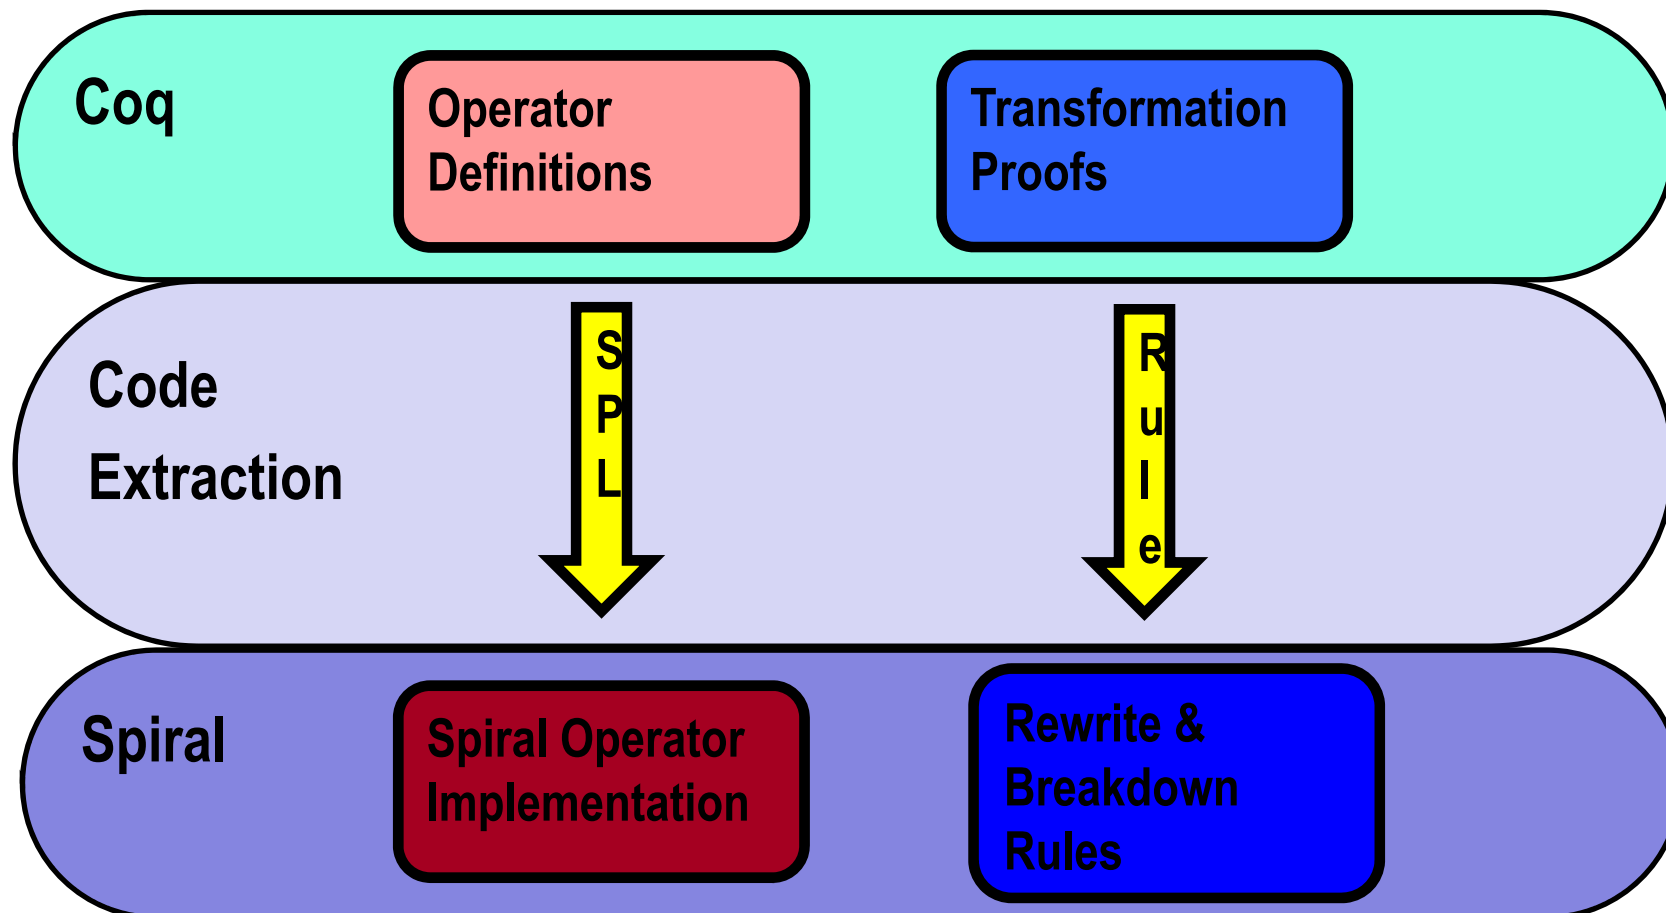 Coq
Operator
Definitions
Transformation
Proofs
Code
Extraction
S
P
L
R
u
l
e
Spiral
Spiral Operator
Implementation
Rewrite &
Breakdown
Rules